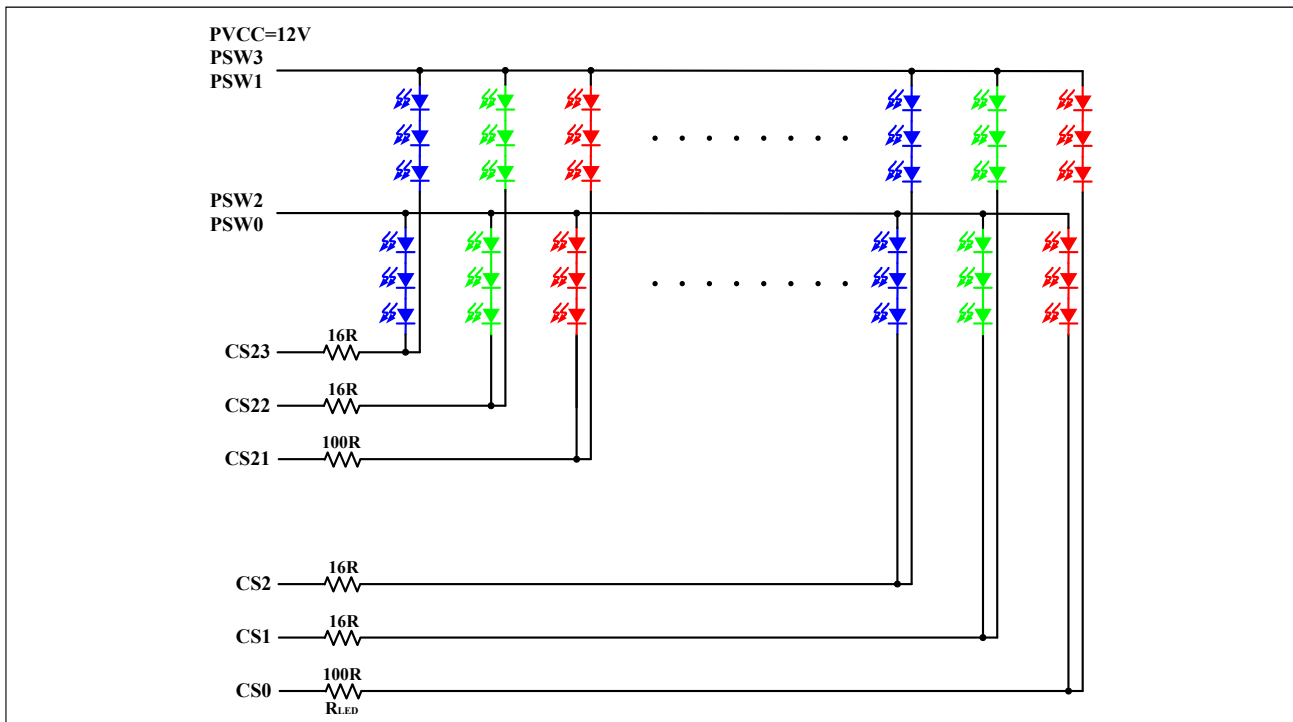 PVCC=12V
PSW3
PSW1
PSW2
PSW0
16R
CS23
16R
CS22
100R
CS21
16R
CS2
16R
CS1
100R
CS0
RLED